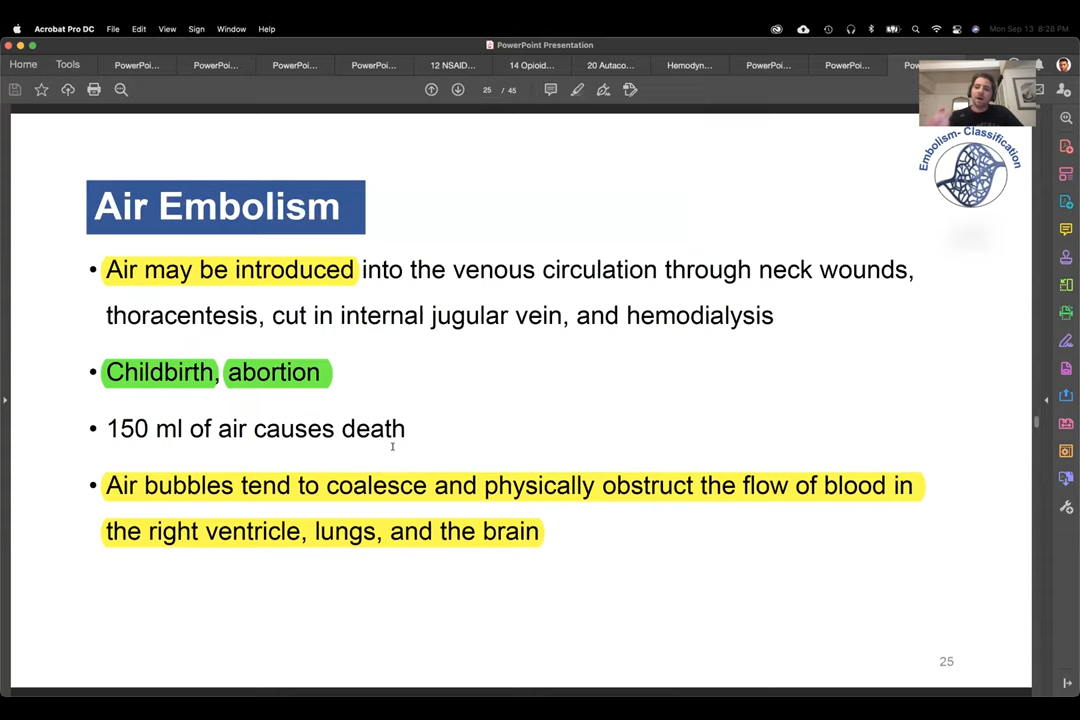 Acrobat Pro DC File Edit View Sign Window Help Mon Sep 13 8:28 PM
PowerPoint Presentation
Home Tools PowerPoi... PowerPoi... PowerPoi... PowerPoi... 12 NSAID... 14 Opioid... 20 Autaco... Hemodyn... PowerPoi... PowerPoi...
25 / 45
Embolism- Classification
Air Embolism
• Air may be introduced into the venous circulation through neck wounds,
thoracentesis, cut in internal jugular vein, and hemodialysis
• Childbirth, abortion
• 150 ml of air causes death
• Air bubbles tend to coalesce and physically obstruct the flow of blood in
the right ventricle, lungs, and the brain
25